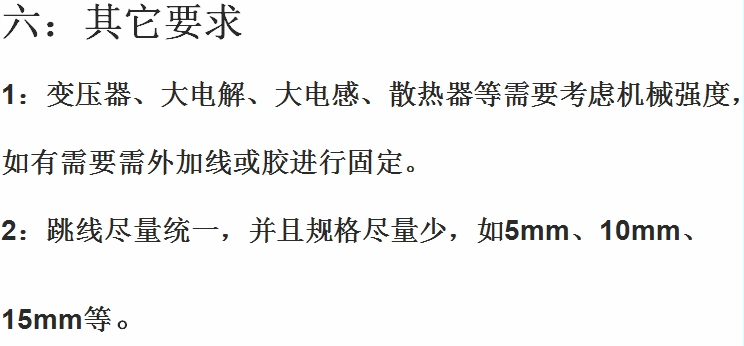 六：其它要求
1：变压器、大电解、大电感、散热器等需要考虑机械强度，
如有需要需外加线或胶进行固定。
2：跳线尽量统一，并且规格尽量少，如5mm、10mm、
15mm等。